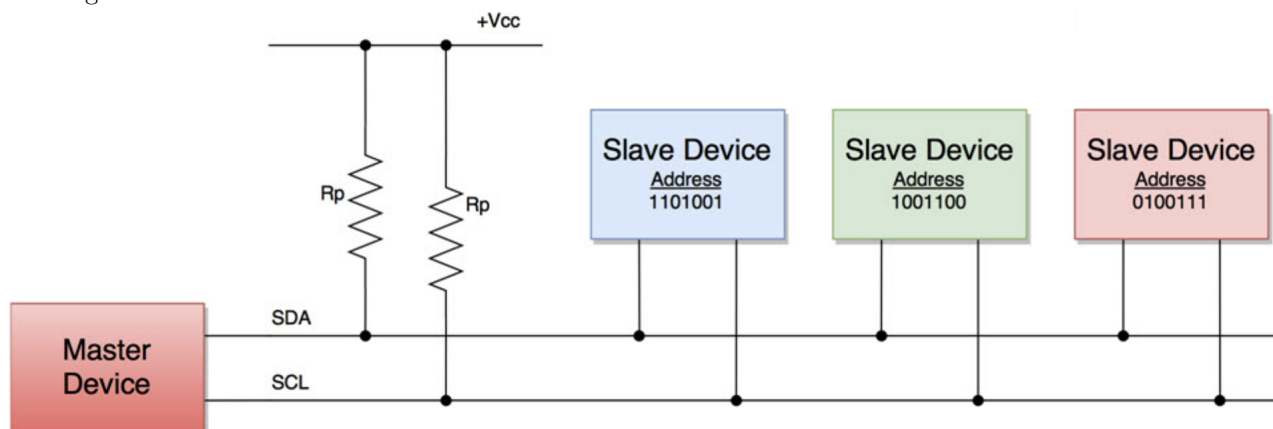 +Vcc
Slave Device
Address
1101001
Slave Device
Address
1001100
Slave Device
Address
0100111
Rp
Rp
SDA
SCL
Master
Device